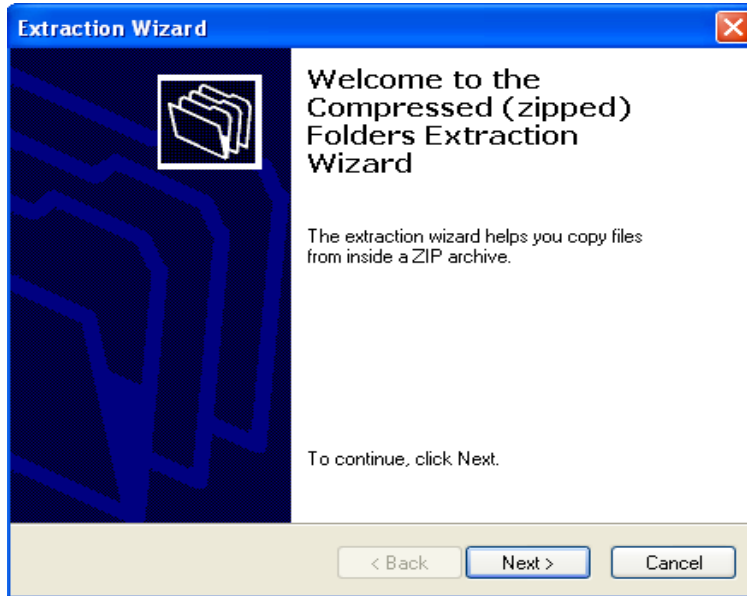 Extraction Wizard
Welcome to the
Compressed (zipped)
Folders Extraction
Wizard
The extraction wizard helps you copy files
from inside a ZIP archive.
To continue, click Next.
< Back Next > Cancel